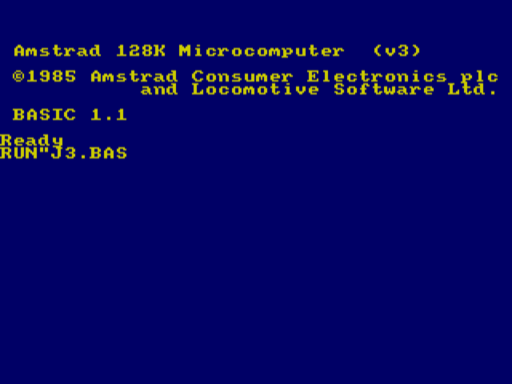 Amstrad 128K Microcomputer  (v3)
©1985 Amstrad Consumer Electronics plc
and Locomotive Software Ltd.
BASIC 1.1
Ready
RUN"J3.BAS